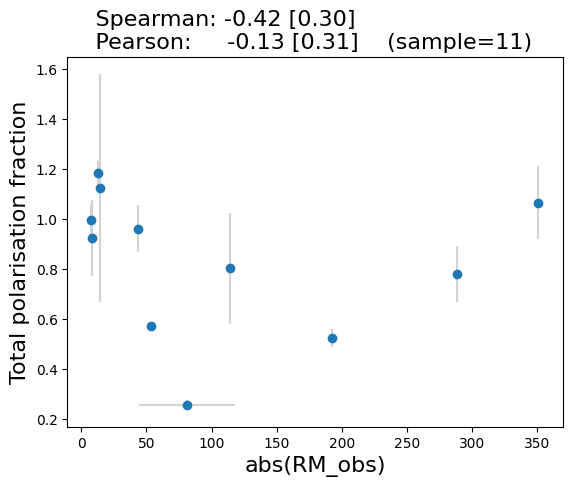 Spearman: -0.42 [0.30]
Pearson: -0.13 [0.31] (sample=11)
Total polarisation fraction
1.6
1.4
1.2
1.0
0.8
0.6
0.4
0.2
0 50 100 150 200 250 300 350
abs(RM_obs)